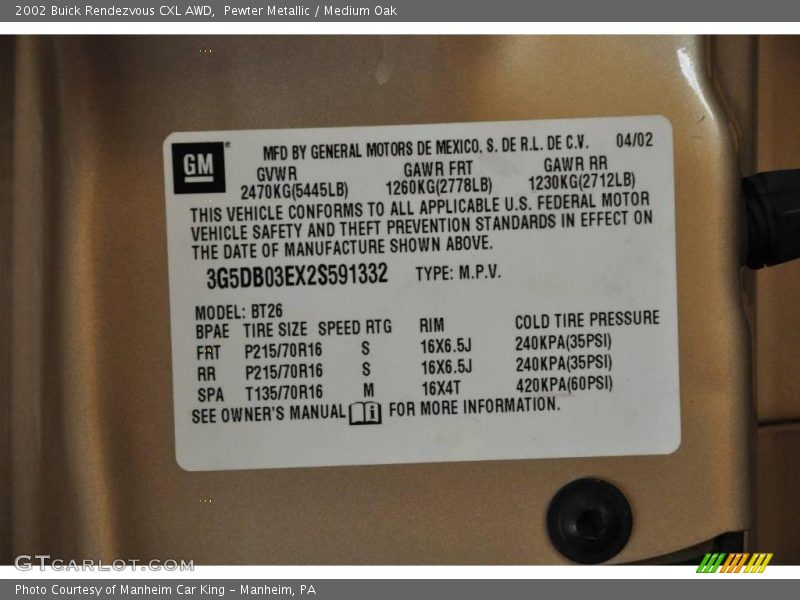 2002 Buick Rendezvous CXL AWD,  Pewter Metallic / Medium Oak
GM
MFD BY GENERAL MOTORS DE MEXICO, S. DE R.L. DE C.V. 04/02
GVWR GAWR FRT GAWR RR
2470KG(5445LB) 1260KG(2778LB) 1230KG(2712LB)
THIS VEHICLE CONFORMS TO ALL APPLICABLE U.S. FEDERAL MOTOR
VEHICLE SAFETY AND THEFT PREVENTION STANDARDS IN EFFECT ON
THE DATE OF MANUFACTURE SHOWN ABOVE.
3G5DB03EX2S591332 TYPE: M.P.V.
MODEL: BT26
BPAE TIRE SIZE SPEED RTG RIM COLD TIRE PRESSURE
FRT P215/70R16 S 16X6.5J 240KPA(35PSI)
RR P215/70R16 S 16X6.5J 240KPA(35PSI)
SPA T135/70R16 M 16X4T 420KPA(60PSI)
SEE OWNER'S MANUAL i FOR MORE INFORMATION.
GTCARLOT.COM
Photo Courtesy of Manheim Car King - Manheim, PA